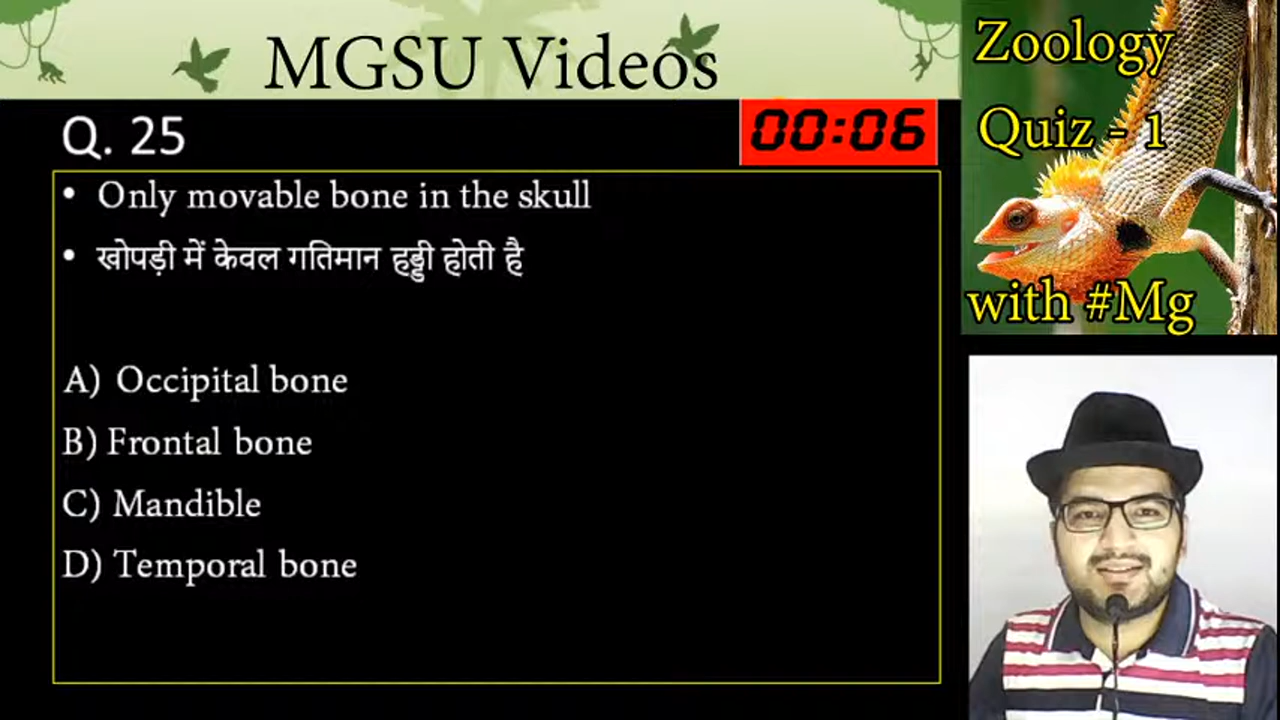 MGSU Videos
Q. 25
00:06
• Only movable bone in the skull
• खोपड़ी में केवल गतिमान हड्डी होती है
A) Occipital bone
B) Frontal bone
C) Mandible
D) Temporal bone
Zoology
Quiz - 1
with #Mg